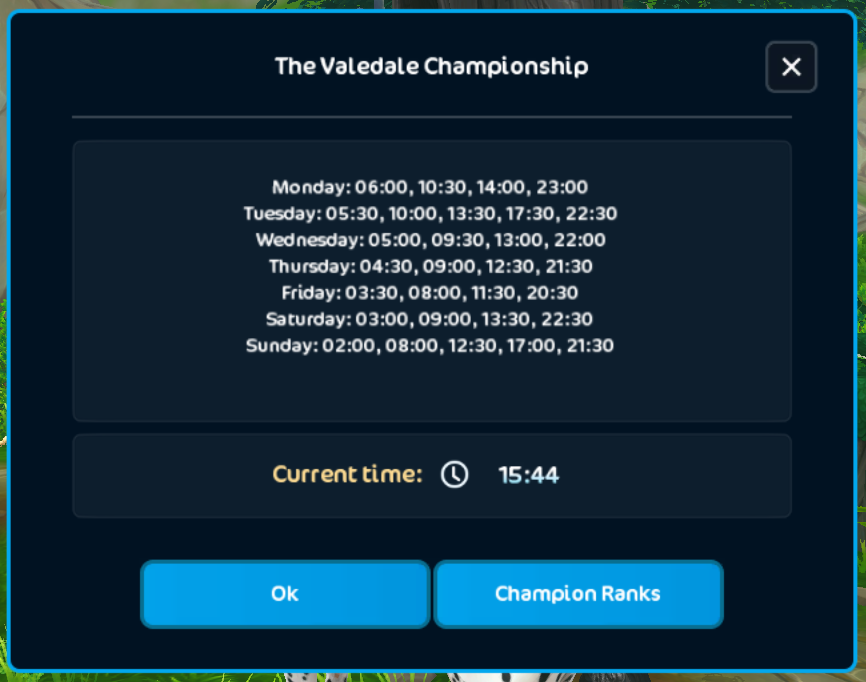 The Valedale Championship
Monday: 06:00, 10:30, 14:00, 23:00
Tuesday: 05:30, 10:00, 13:30, 17:30, 22:30
Wednesday: 05:00, 09:30, 13:00, 22:00
Thursday: 04:30, 09:00, 12:30, 21:30
Friday: 03:30, 08:00, 11:30, 20:30
Saturday: 03:00, 09:00, 13:30, 22:30
Sunday: 02:00, 08:00, 12:30, 17:00, 21:30
Current time: 15:44
Ok
Champion Ranks